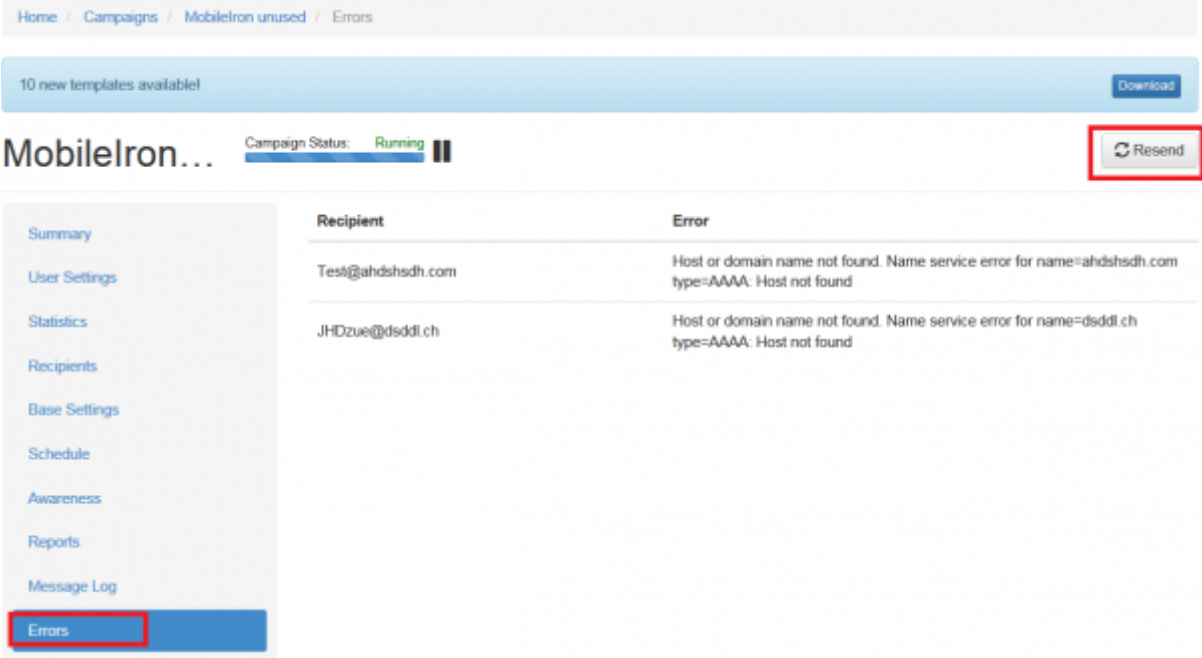 Home / Campaigns / MobileIron unused / Errors
10 new templates available!
Download
MobileIron...
Campaign Status: Running
Resend
Summary
User Settings
Statistics
Recipients
Base Settings
Schedule
Awareness
Reports
Message Log
Errors
Recipient Error
Test@ahdshsdh.com
Host or domain name not found. Name service error for name=ahdshsdh.com
type=AAAA: Host not found
JHDzue@dsddl.ch
Host or domain name not found. Name service error for name=dsddl.ch
type=AAAA: Host not found